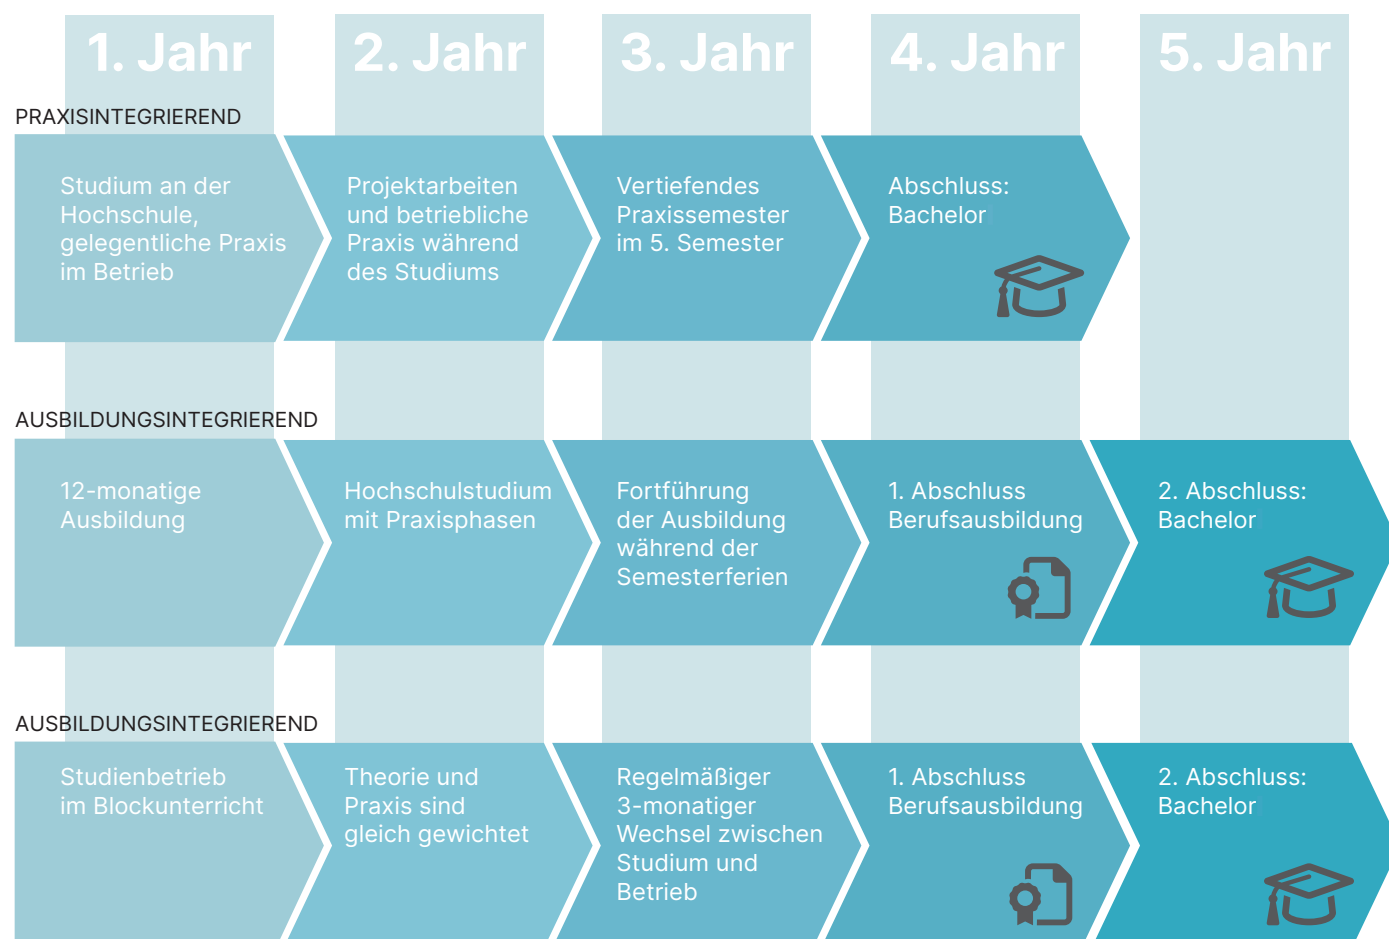 1. Jahr
2. Jahr
3. Jahr
4. Jahr
5. Jahr
PRAXISINTEGRIEREND
Studium an der
Hochschule,
gelegentliche Praxis
im Betrieb
Projektarbeiten
und betriebliche
Praxis während
des Studiums
Vertiefendes
Praxissemester
im 5. Semester
Abschluss:
Bachelor
AUSBILDUNGSINTEGRIEREND
12-monatige
Ausbildung
Hochschulstudium
mit Praxisphasen
Fortführung
der Ausbildung
während der
Semesterferien
1. Abschluss
Berufsausbildung
2. Abschluss:
Bachelor
AUSBILDUNGSINTEGRIEREND
Studienbetrieb
im Blockunterricht
Theorie und
Praxis sind
gleich gewichtet
Regelmäßiger
3-monatiger
Wechsel zwischen
Studium und
Betrieb
1. Abschluss
Berufsausbildung
2. Abschluss:
Bachelor